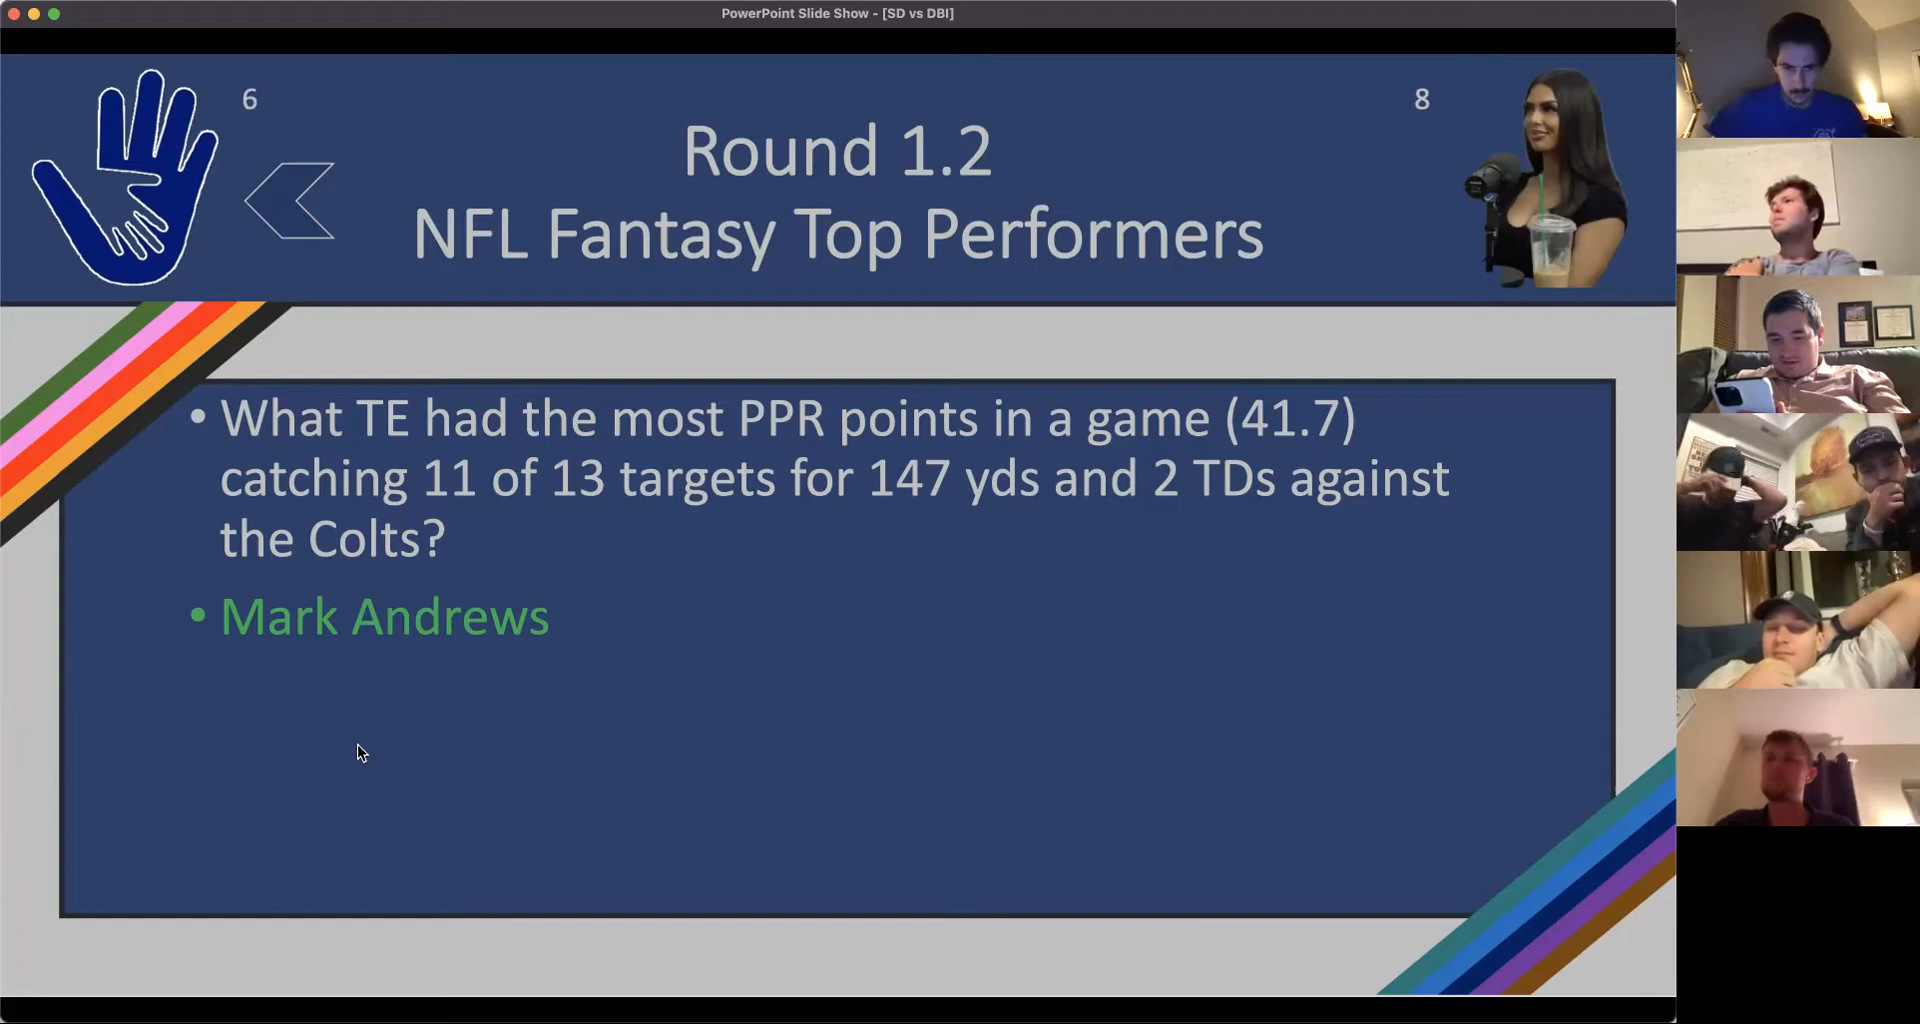 PowerPoint Slide Show - [SD vs DBI]
6
8
Round 1.2
NFL Fantasy Top Performers
• What TE had the most PPR points in a game (41.7)
catching 11 of 13 targets for 147 yds and 2 TDs against
the Colts?
• Mark Andrews